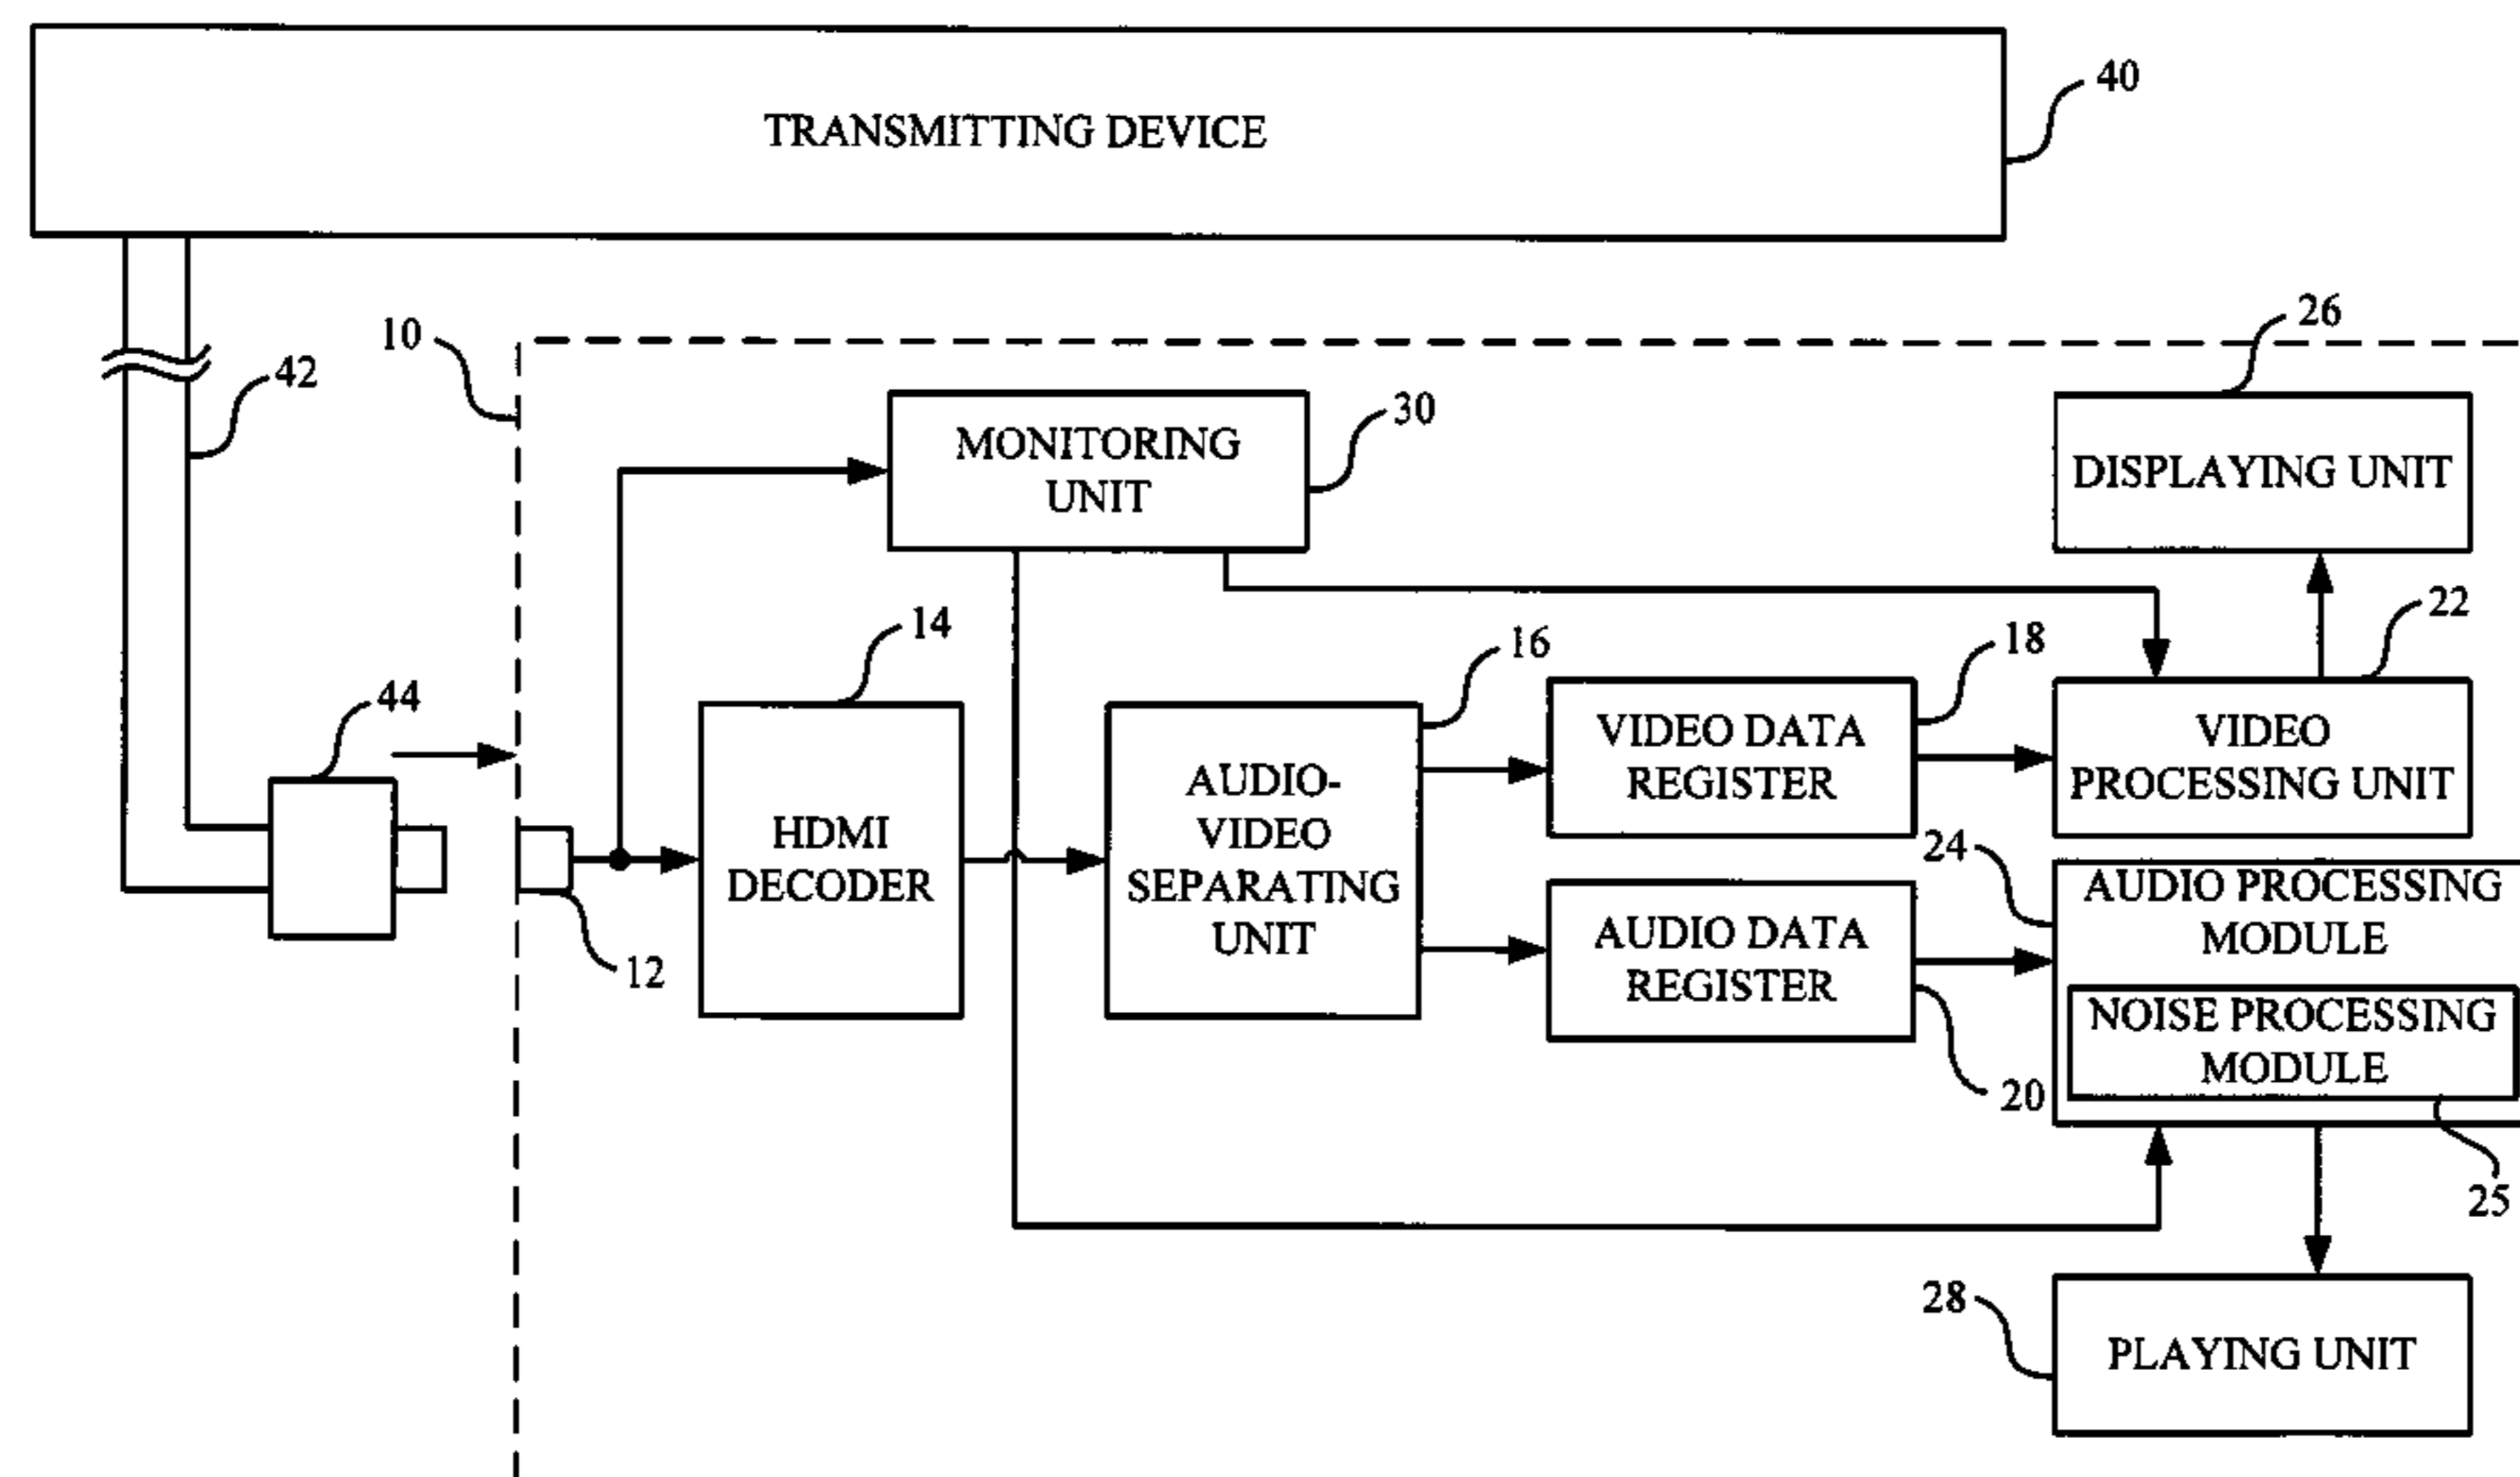 TRANSMITTING DEVICE
40
10
42
26
30
MONITORING
UNIT
DISPLAYING UNIT
14
16
18
22
44
VIDEO DATA
REGISTER
VIDEO
PROCESSING UNIT
HDMI
DECODER
AUDIO-
VIDEO
SEPARATING
UNIT
24
AUDIO PROCESSING
MODULE
AUDIO DATA
REGISTER
12
NOISE PROCESSING
MODULE
20
25
28
PLAYING UNIT